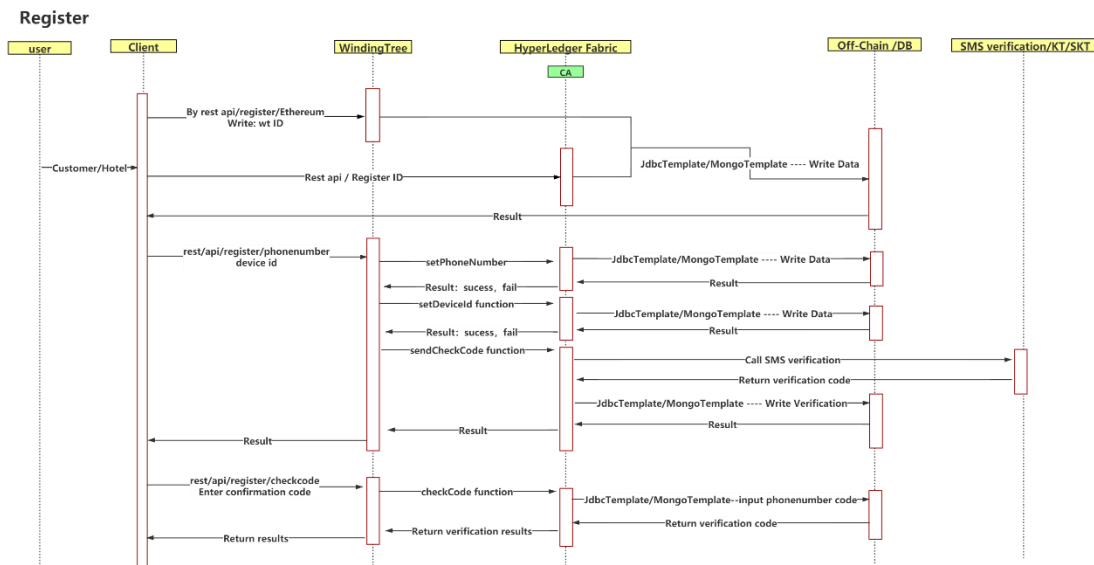 Register
user
Client
WindingTree
HyperLedger Fabric
Off-Chain /DB
SMS verification/KT/SKT
CA
By rest api/register/Ethereum
Write: wt ID
Customer/Hotel
JdbcTemplate/MongoTemplate ---- Write Data
Rest api / Register ID
Result
rest/api/register/phonenumber
device id
setPhoneNumber
JdbcTemplate/MongoTemplate ---- Write Data
Result
Result: sucess, fail
setDeviceId function
JdbcTemplate/MongoTemplate ---- Write Data
Result: sucess, fail
Result
sendCheckCode function
Call SMS verification
Return verification code
JdbcTemplate/MongoTemplate ---- Write Verification
Result
Result
Result
rest/api/register/checkcode
Enter confirmation code
checkCode function
JdbcTemplate/MongoTemplate--input phonenumber code
Return verification code
Return verification results
Return results